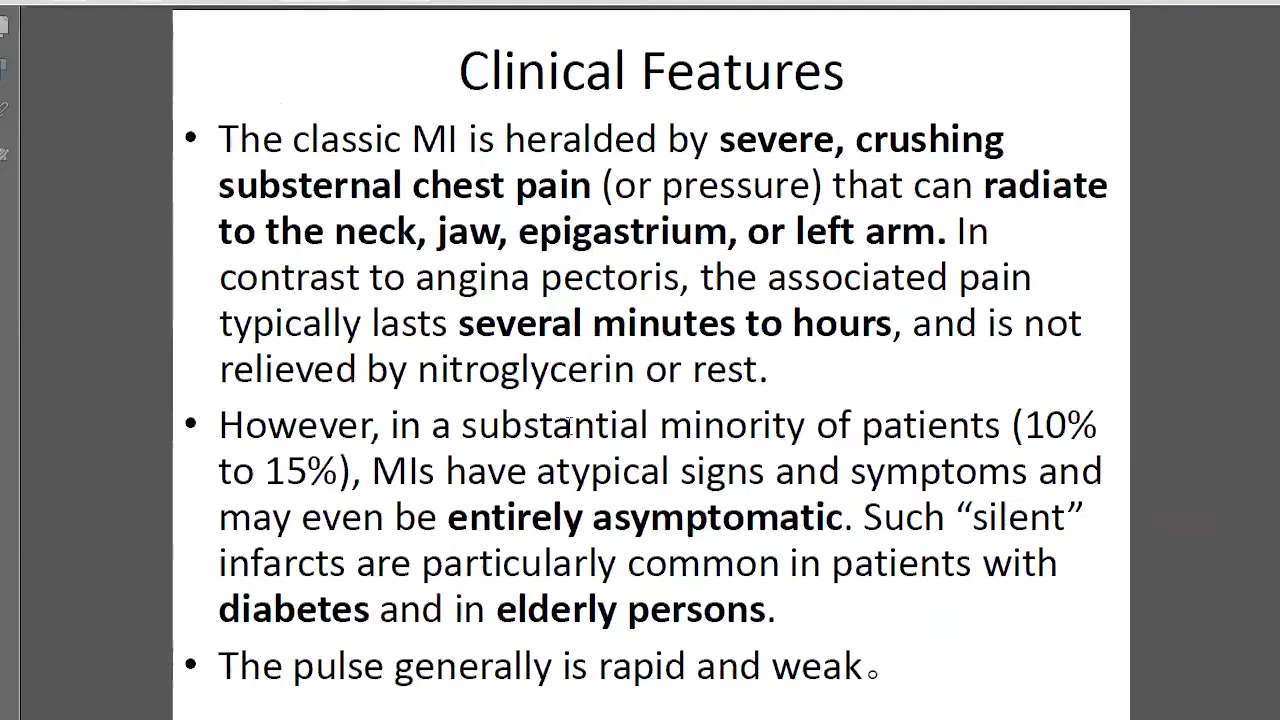 Clinical Features
• The classic MI is heralded by severe, crushing
substernal chest pain (or pressure) that can radiate
to the neck, jaw, epigastrium, or left arm. In
contrast to angina pectoris, the associated pain
typically lasts several minutes to hours, and is not
relieved by nitroglycerin or rest.
• However, in a substantial minority of patients (10%
to 15%), MIs have atypical signs and symptoms and
may even be entirely asymptomatic. Such “silent”
infarcts are particularly common in patients with
diabetes and in elderly persons.
• The pulse generally is rapid and weak。